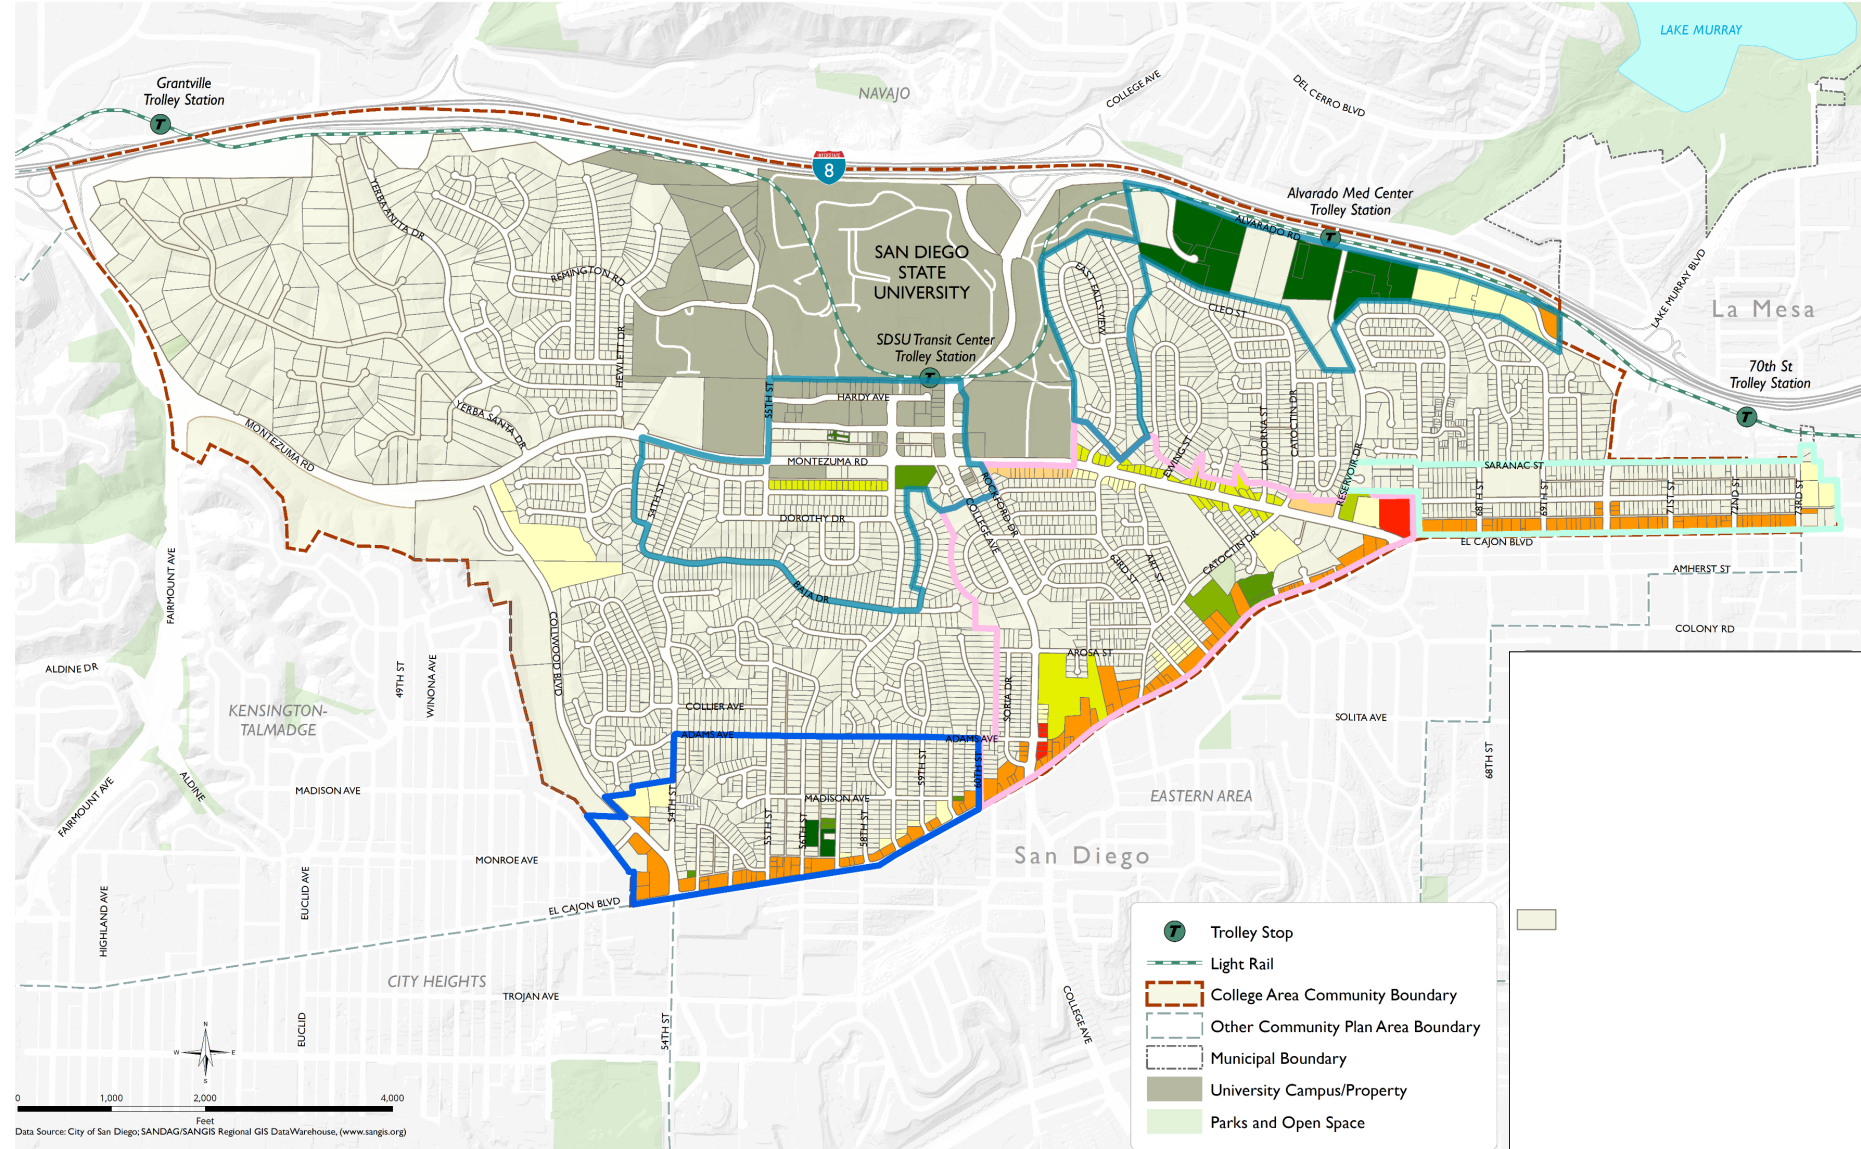 LAKE MURRAY
Grantville
Trolley Station
NAVAJO
COLLEGE AVE
DEL CERRO BLVD
INTERSTATE
8
Alvarado Med Center
Trolley Station
ALVARADO RD
YERBA ANITA DR
REMINGTON RD
SAN DIEGO
STATE
UNIVERSITY
EAST FALLS VIEW
CLEO ST
LAKE MURRAY BLVD
La Mesa
HEWLETT DR
SDSU Transit Center
Trolley Station
70th St
Trolley Station
55TH ST
HARDY AVE
YERBA SANTA DR
MONTEZUMA RD
MONTEZUMA RD
EWING ST
LA DORNA ST
CATOCTIN DR
RESERVOIR DR
SARANAC ST
54TH ST
ROCKFORD DR
COLLEGE AVE
DOROTHY DR
68TH ST
69TH ST
71ST ST
72ND ST
73RD ST
EL CAJON BLVD
CATOCTIN DR
63RD ST
ART ST
AMHERST ST
FAIRMOUNT AVE
BAJA DR
COLLWOOD BLVD
COLONY RD
ALDINE DR
49TH ST
WINONA AVE
AROSA ST
SORIA DR
KENSINGTON-
TALMADGE
COLLIER AVE
SOLITA AVE
ADAMS AVE
ADAMS AVE
68TH ST
FAIRMOUNT AVE
ALDINE
MADISON AVE
54TH ST
MADISON AVE
59TH ST
60TH ST
EASTERN AREA
55TH ST
56TH ST
58TH ST
MONROE AVE
San Diego
HIGHLAND AVE
EUCLID AVE
EL CAJON BLVD
CITY HEIGHTS
TROJAN AVE
EUCLID
54TH ST
COLLEGE AVE
N
W
E
S
0
1,000
2,000
4,000
Feet
Data Source: City of San Diego; SANDAG/SANGIS Regional GIS DataWarehouse, (www.sangis.org)
T
Trolley Stop
Light Rail
College Area Community Boundary
Other Community Plan Area Boundary
Municipal Boundary
University Campus/Property
Parks and Open Space